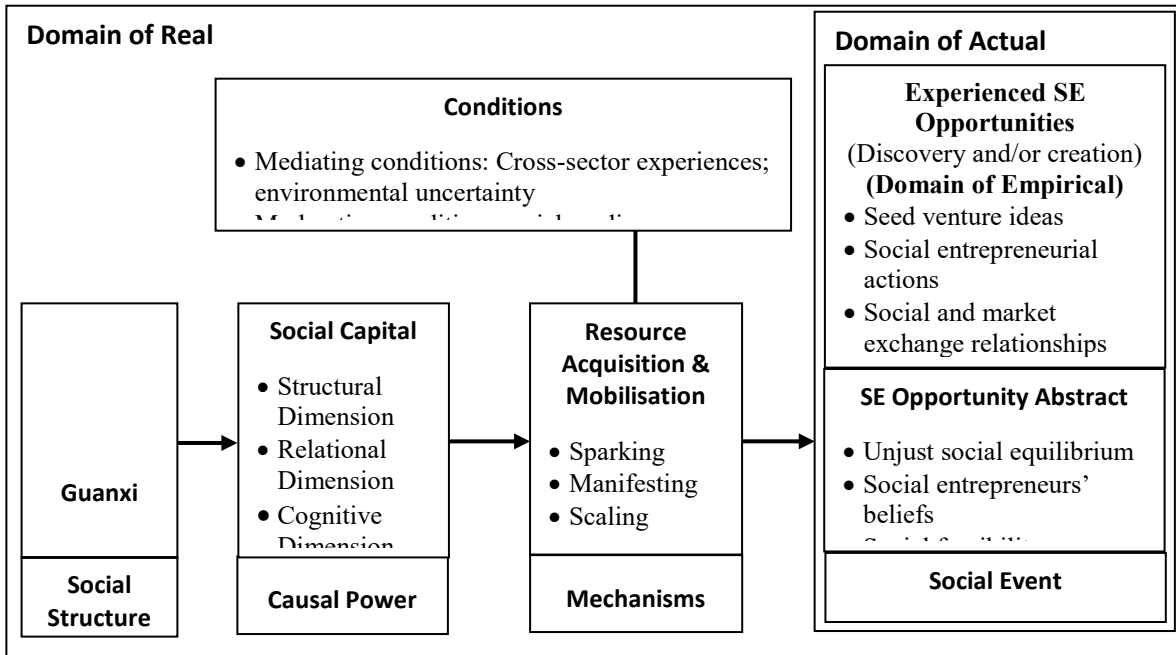 Domain of Real
Domain of Actual
Conditions
• Mediating conditions: Cross-sector experiences;
environmental uncertainty
Experienced SE
Opportunities
(Discovery and/or creation)
(Domain of Empirical)
• Seed venture ideas
• Social entrepreneurial
actions
• Social and market
exchange relationships
Guanxi
Social
Structure
Social Capital
• Structural
Dimension
• Relational
Dimension
• Cognitive
Dimension
Causal Power
Resource
Acquisition &
Mobilisation
• Sparking
• Manifesting
• Scaling
Mechanisms
SE Opportunity Abstract
• Unjust social equilibrium
• Social entrepreneurs’
beliefs
Social Event